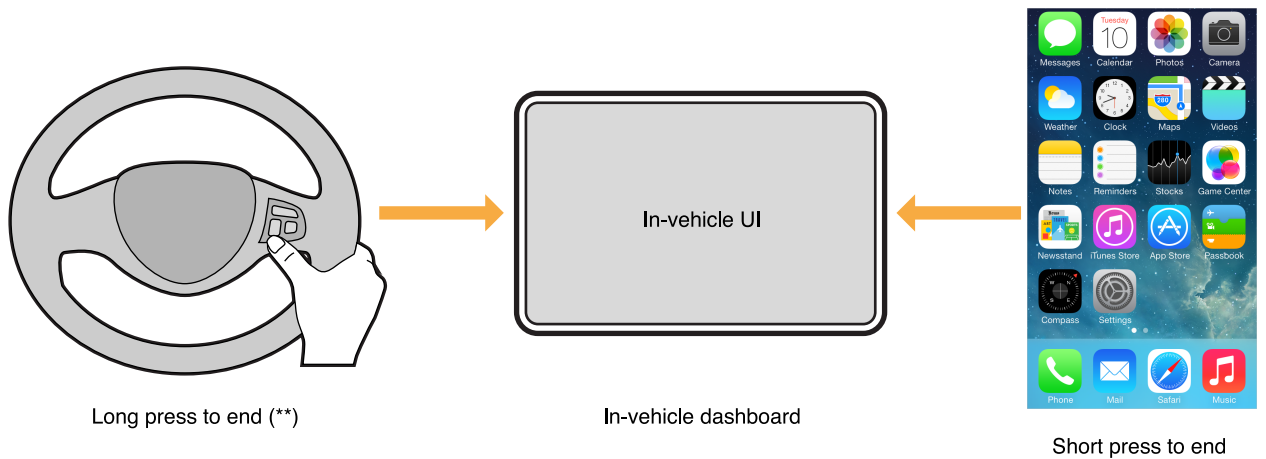 Tuesday
10
Messages Calendar Photos Camera
280
Weather Clock Maps Videos
Notes Reminders Stocks Game Center
Newsstand iTunes Store App Store Passbook
N
W E
S
Compass Settings
Phone Mail Safari Music
In-vehicle UI
Long press to end (**)
In-vehicle dashboard
Short press to end